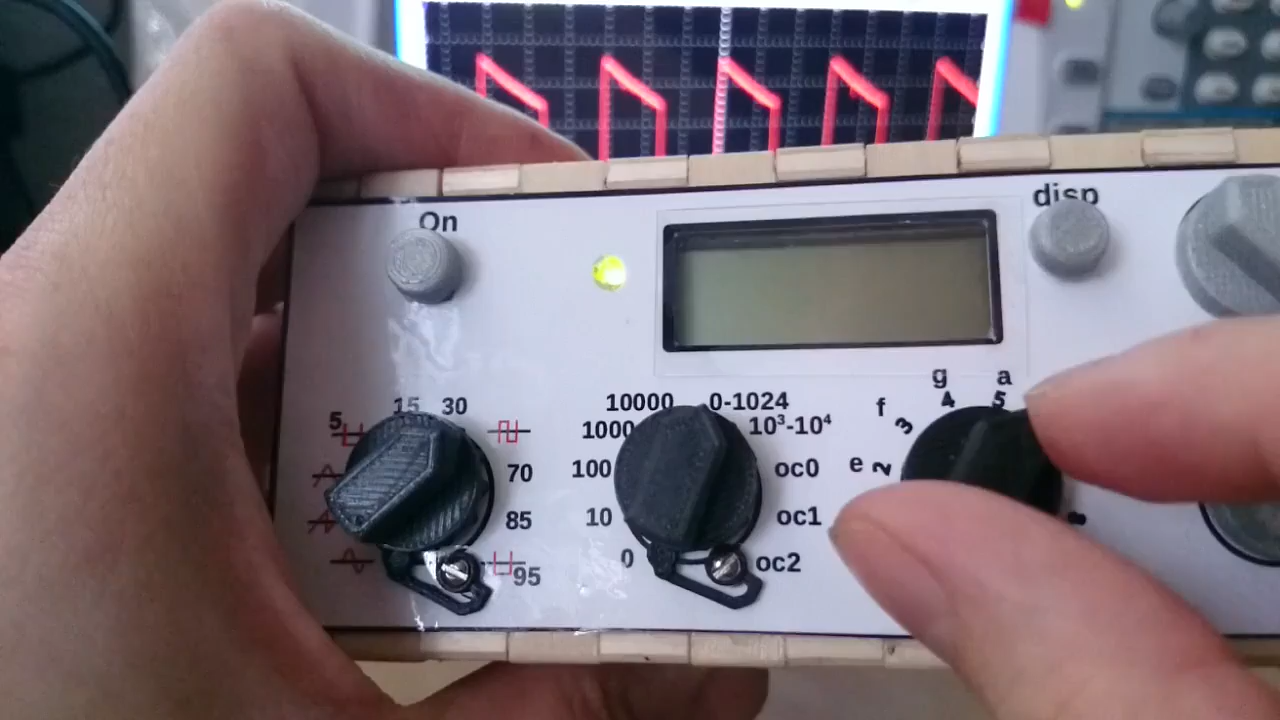 On
disp
5 15 30
70
85
95
10000 0-1024
1000 10³-10⁴
100 oc0
10 oc1
0 oc2
g a
f 3 4 5
e 2